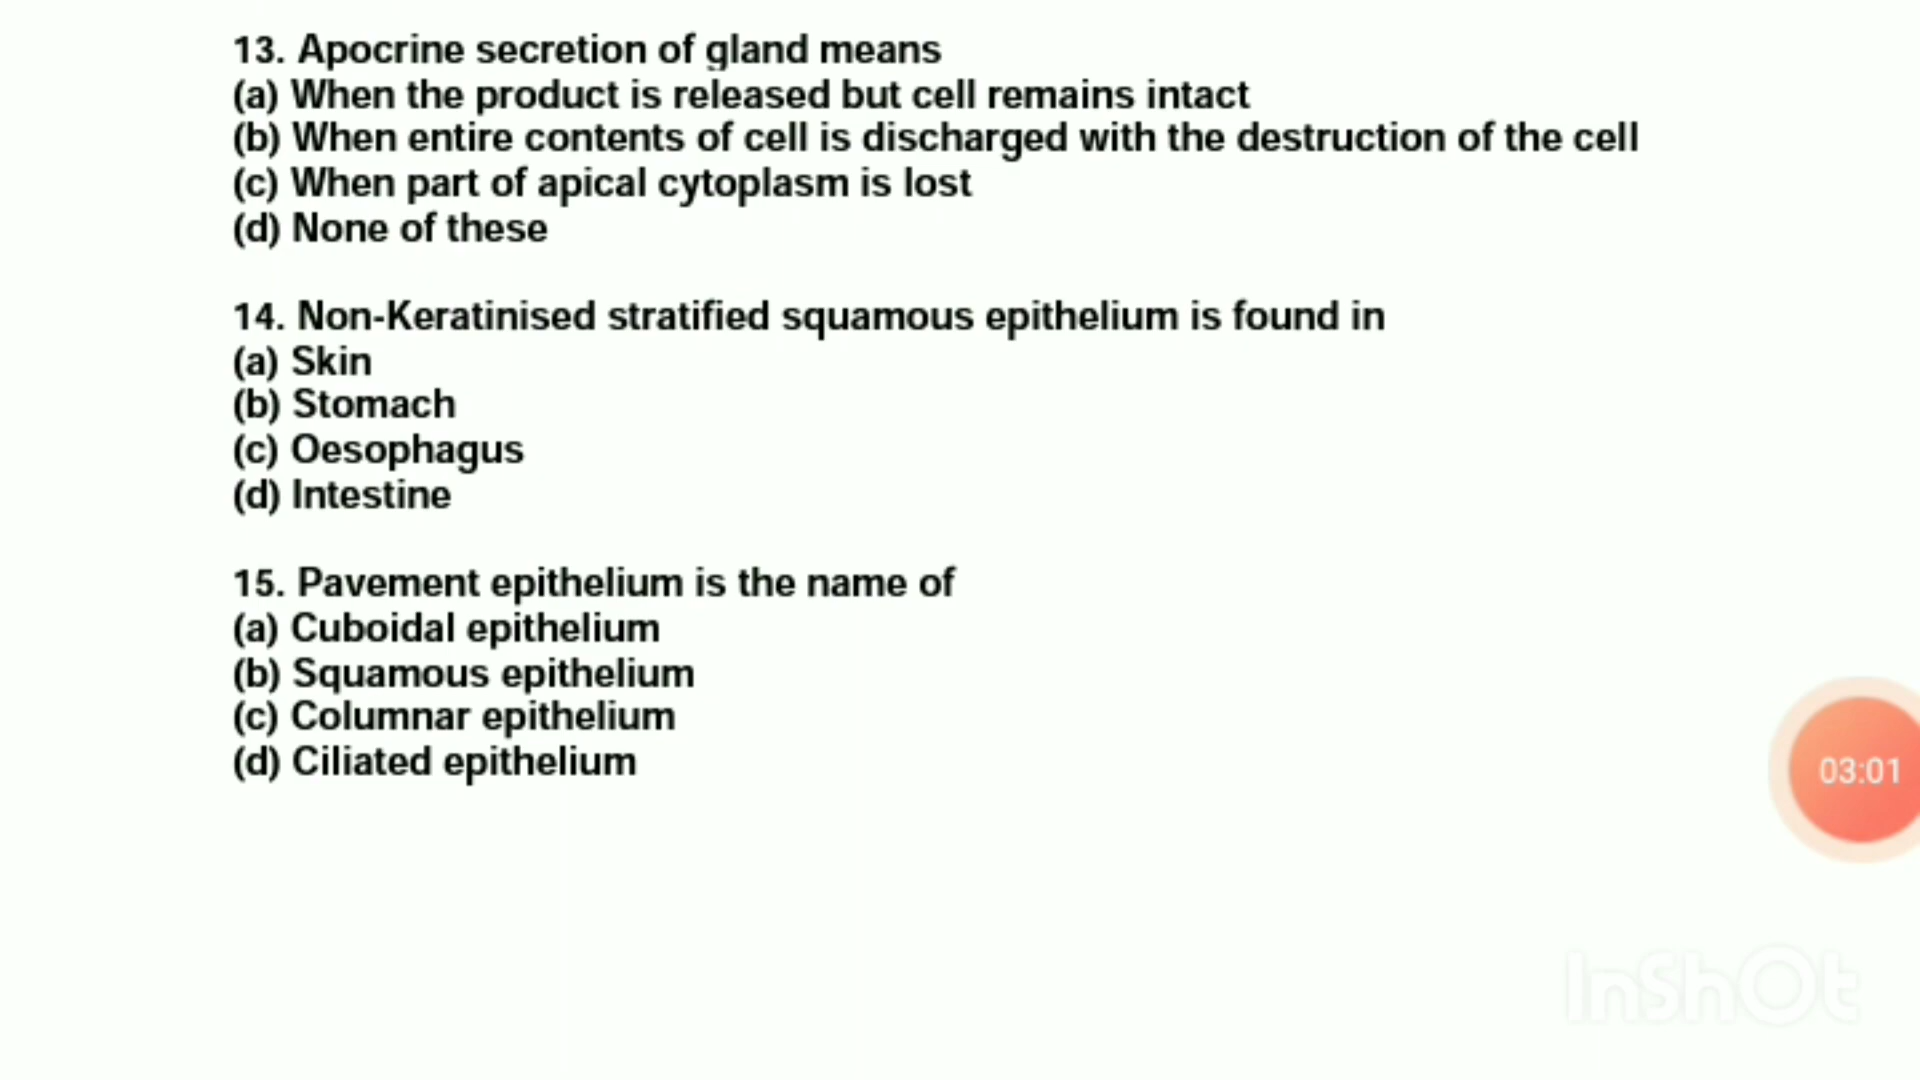 13. Apocrine secretion of gland means
(a) When the product is released but cell remains intact
(b) When entire contents of cell is discharged with the destruction of the cell
(c) When part of apical cytoplasm is lost
(d) None of these
14. Non-Keratinised stratified squamous epithelium is found in
(a) Skin
(b) Stomach
(c) Oesophagus
(d) Intestine
15. Pavement epithelium is the name of
(a) Cuboidal epithelium
(b) Squamous epithelium
(c) Columnar epithelium
(d) Ciliated epithelium
03:01
InShOt